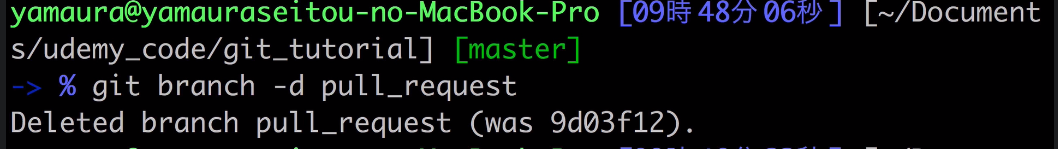 yamaura@yamauraseitou-no-MacBook-Pro [09時48分06秒] [~/Document
s/udemy_code/git_tutorial] [master]
-> % git branch -d pull_request
Deleted branch pull_request (was 9d03f12).